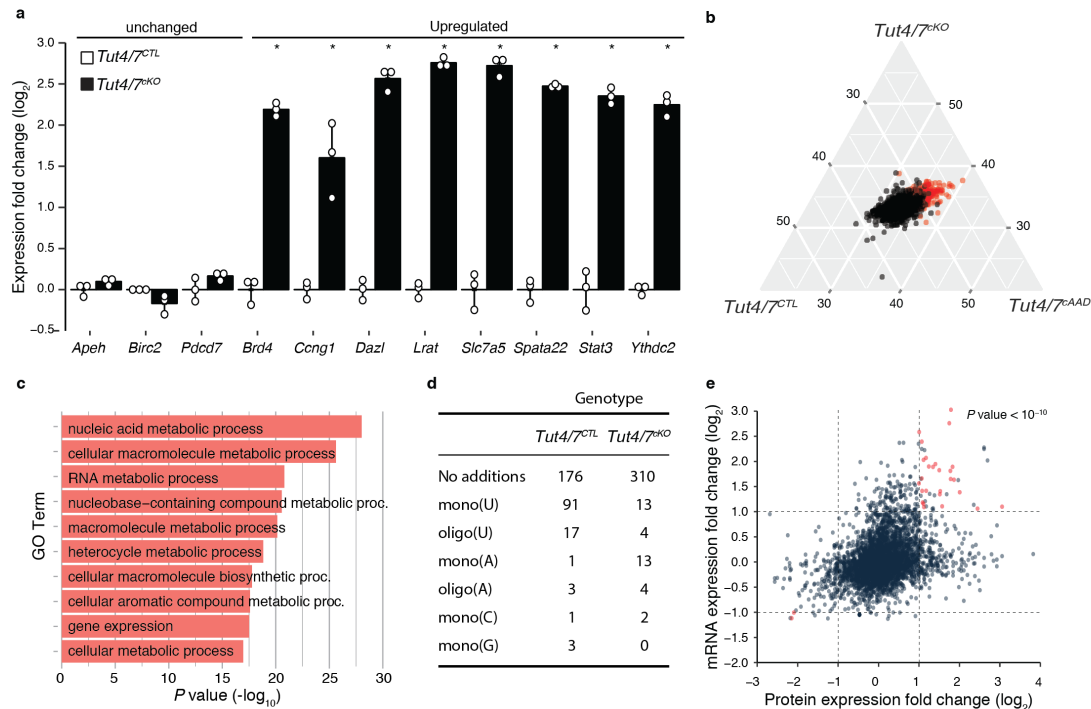 a
unchanged
Upregulated
Expression fold change (log2)
3.0
2.5
2.0
1.5
1.0
0.5
0.0
−0.5
Tut4/7CTL
Tut4/7cKO
* * * * * * * *
Apeh Birc2 Pdcd7 Brd4 Ccng1 Dazl Lrat Slc7a5 Spata22 Stat3 Ythdc2
b
Tut4/7cKO
30 50
40 40
50 30
Tut4/7CTL 30 40 50 Tut4/7cAAD
c
GO Term
nucleic acid metabolic process
cellular macromolecule metabolic process
RNA metabolic process
nucleobase−containing compound metabolic proc.
macromolecule metabolic process
heterocycle metabolic process
cellular macromolecule biosynthetic proc.
cellular aromatic compound metabolic proc.
gene expression
cellular metabolic process
0 5 10 15 20 25 30
P value (-log10)
d
Genotype
Tut4/7CTL Tut4/7cKO
No additions 176 310
mono(U) 91 13
oligo(U) 17 4
mono(A) 1 13
oligo(A) 3 4
mono(C) 1 2
mono(G) 3 0
e
mRNA expression fold change (log2)
P value < 10−10
3.0
2.5
2.0
1.5
1.0
0.5
0.0
−0.5
−1.0
−1.5
−2.0
−3 −2 −1 0 1 2 3 −4
Protein expression fold change (log2)